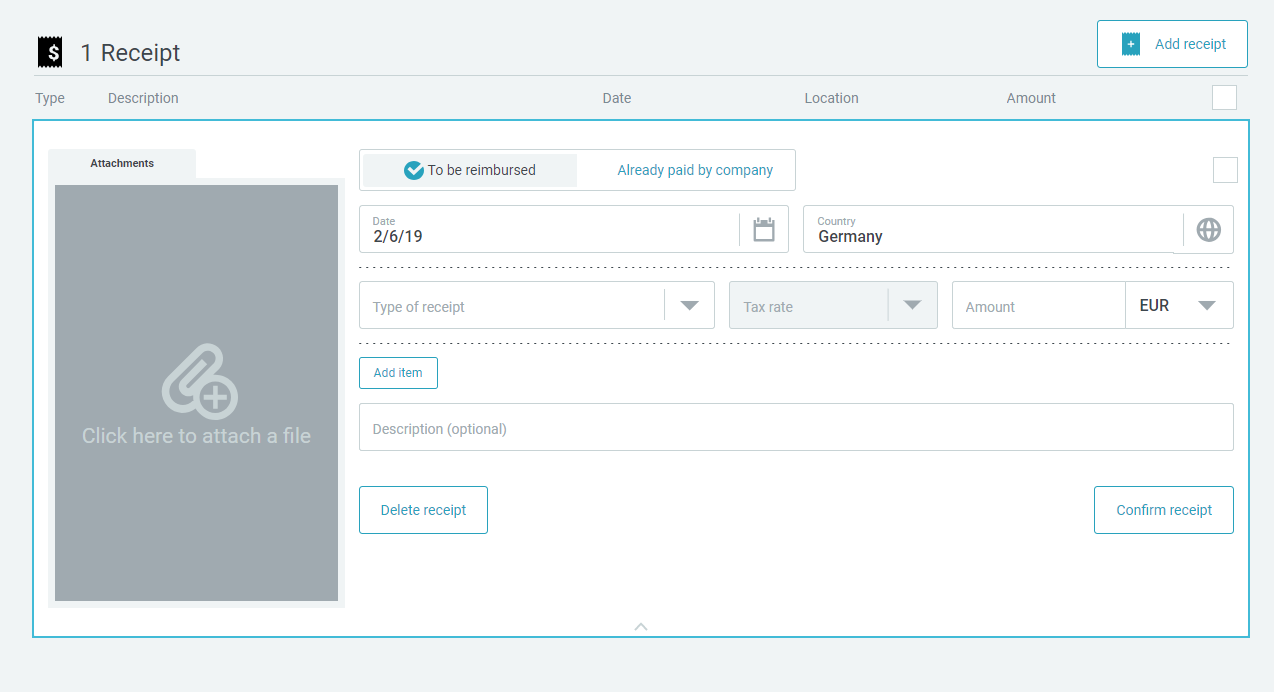 1 Receipt
Add receipt
Type Description Date Location Amount
Attachments
To be reimbursed Already paid by company
Date
2/6/19
Country
Germany
Type of receipt Tax rate Amount EUR
Add item
Click here to attach a file
Description (optional)
Delete receipt Confirm receipt